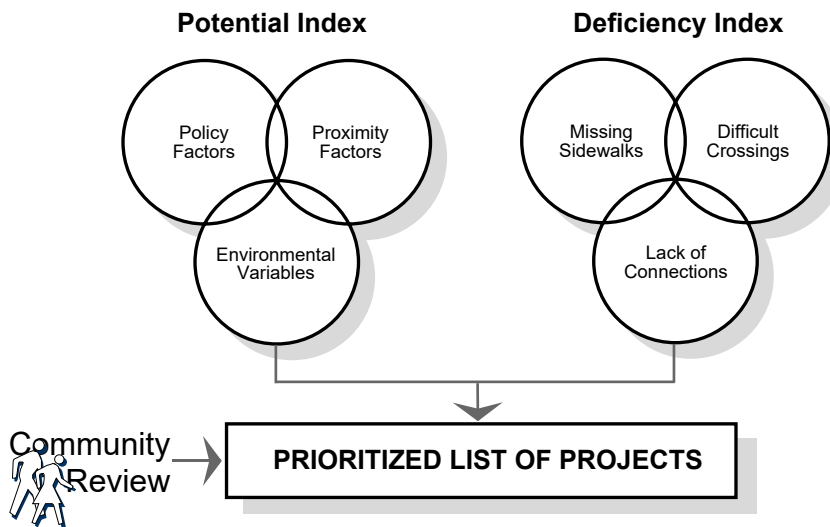 Potential Index
Deficiency Index
Policy
Factors
Proximity
Factors
Environmental
Variables
Missing
Sidewalks
Difficult
Crossings
Lack of
Connections
Community
Review
PRIORITIZED LIST OF PROJECTS